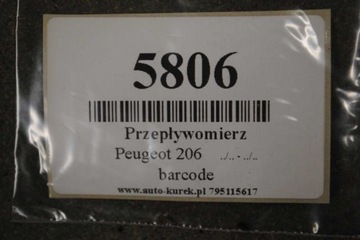 5806
Przepływomierz
Peugeot 206 ../.. - ../..
barcode
www.auto-kurek.pl 795115617